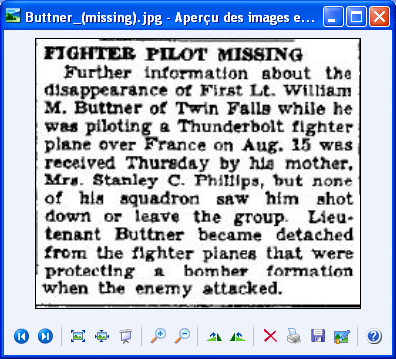 Buttner_(missing).jpg - Aperçu des images e...
FIGHTER PILOT MISSING
Further information about the
disappearance of First Lt. William
M. Buttner of Twin Falls while he
was piloting a Thunderbolt fighter
plane over France on Aug. 15 was
received Thursday by his mother,
Mrs. Stanley C. Phillips, but none
of his squadron saw him shot
down or leave the group. Lieu-
tenant Buttner became detached
from the fighter planes that were
protecting a bomber formation
when the enemy attacked.